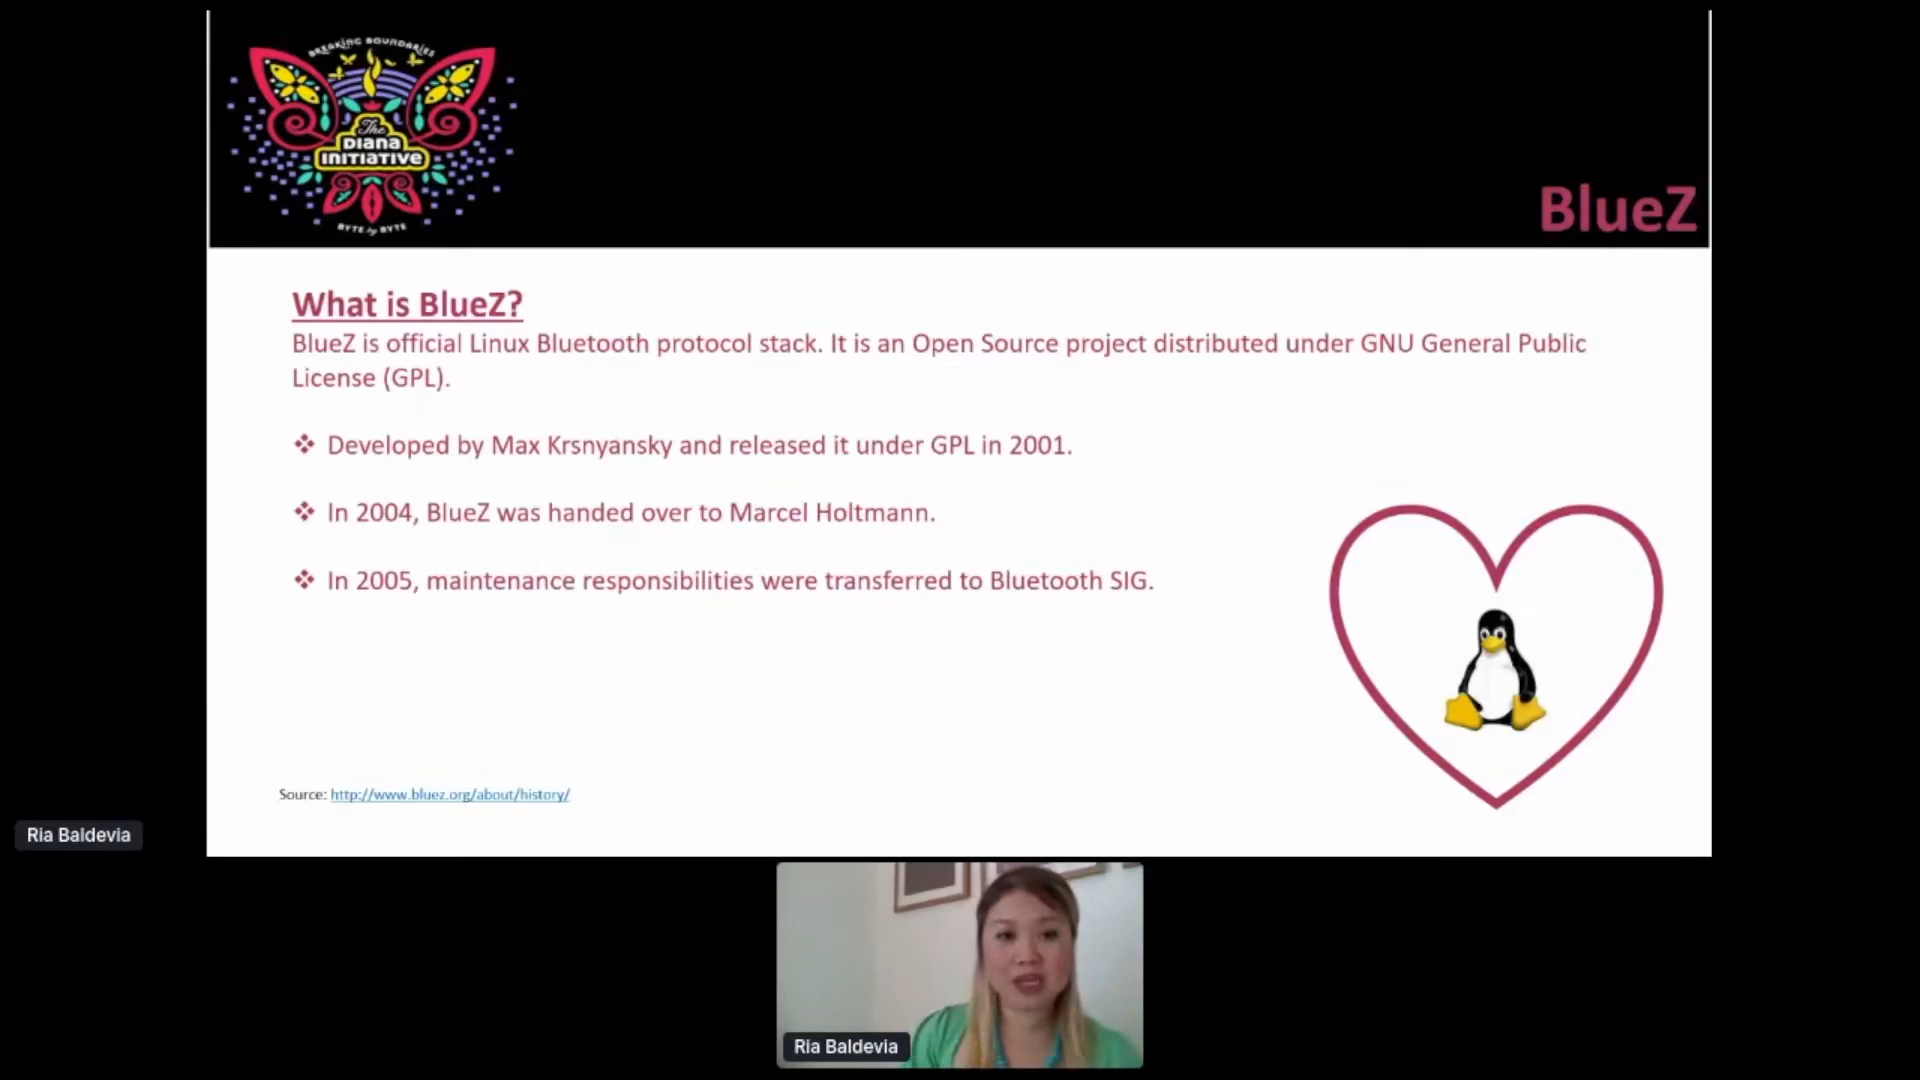 BREAKING BOUNDARIES
The
DIANA
INITIATIVE
BYTE by BYTE
BlueZ
What is BlueZ?
BlueZ is official Linux Bluetooth protocol stack. It is an Open Source project distributed under GNU General Public
License (GPL).
❖ Developed by Max Krsnyansky and released it under GPL in 2001.
❖ In 2004, BlueZ was handed over to Marcel Holtmann.
❖ In 2005, maintenance responsibilities were transferred to Bluetooth SIG.
Source: http://www.bluez.org/about/history/
Ria Baldevia
Ria Baldevia